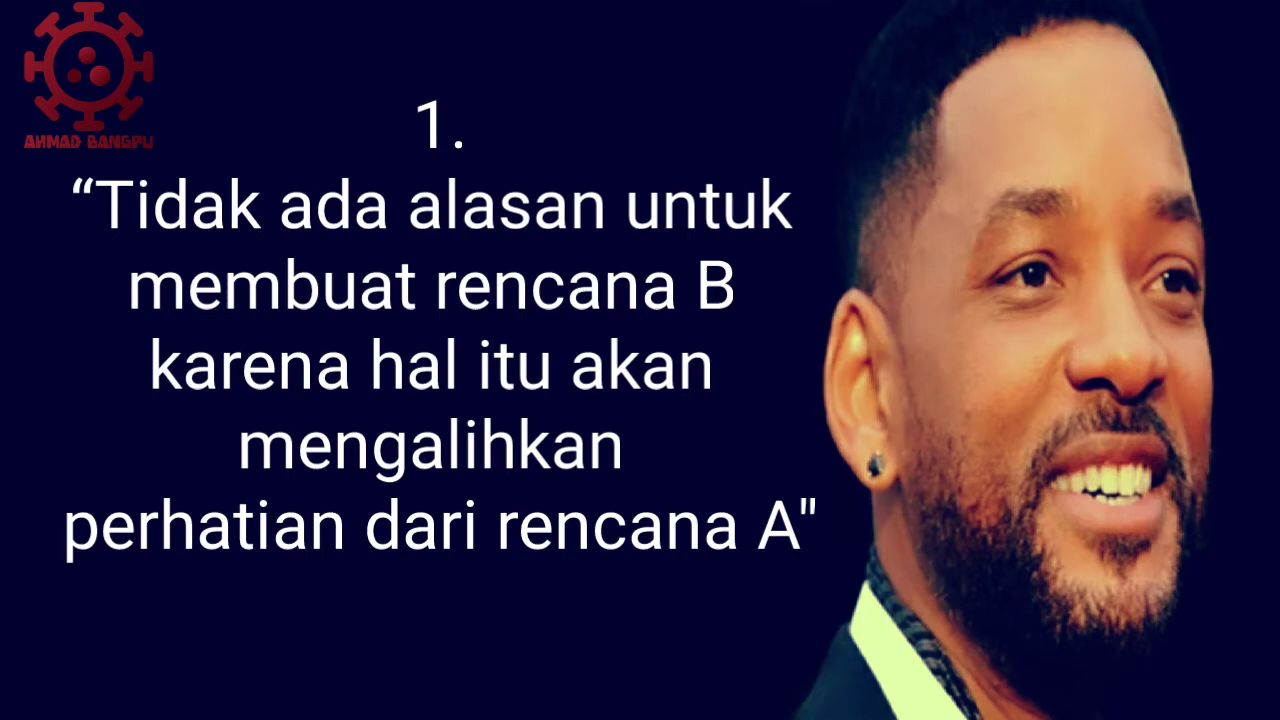 AHMAD BANGPU
1.
“Tidak ada alasan untuk
membuat rencana B
karena hal itu akan
mengalihkan
perhatian dari rencana A"